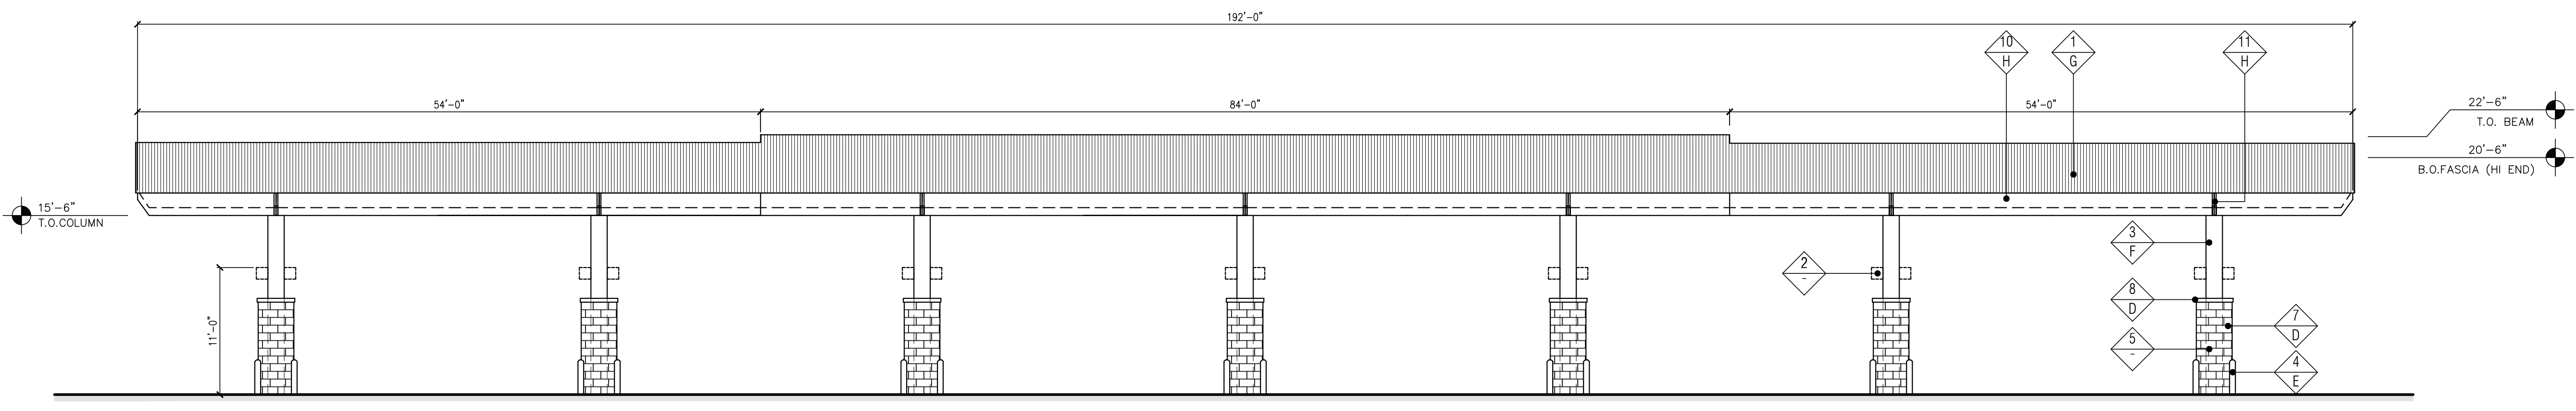 192'-0"
10
H
1
G
11
H
54'-0"
84'-0"
54'-0"
22'-6"
T.O. BEAM
20'-6"
B.O.FASCIA (HI END)
15'-6"
T.O.COLUMN
3
F
2
-
11'-0"
8
D
7
D
5
-
4
E